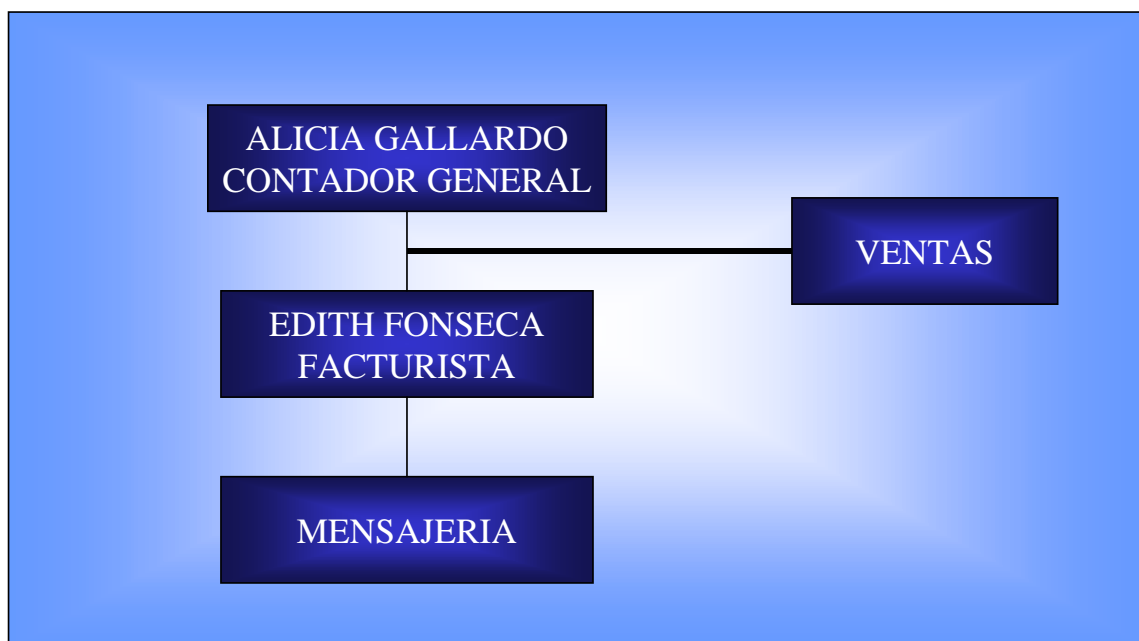 ALICIA GALLARDO
CONTADOR GENERAL
VENTAS
EDITH FONSECA
FACTURISTA
MENSAJERIA